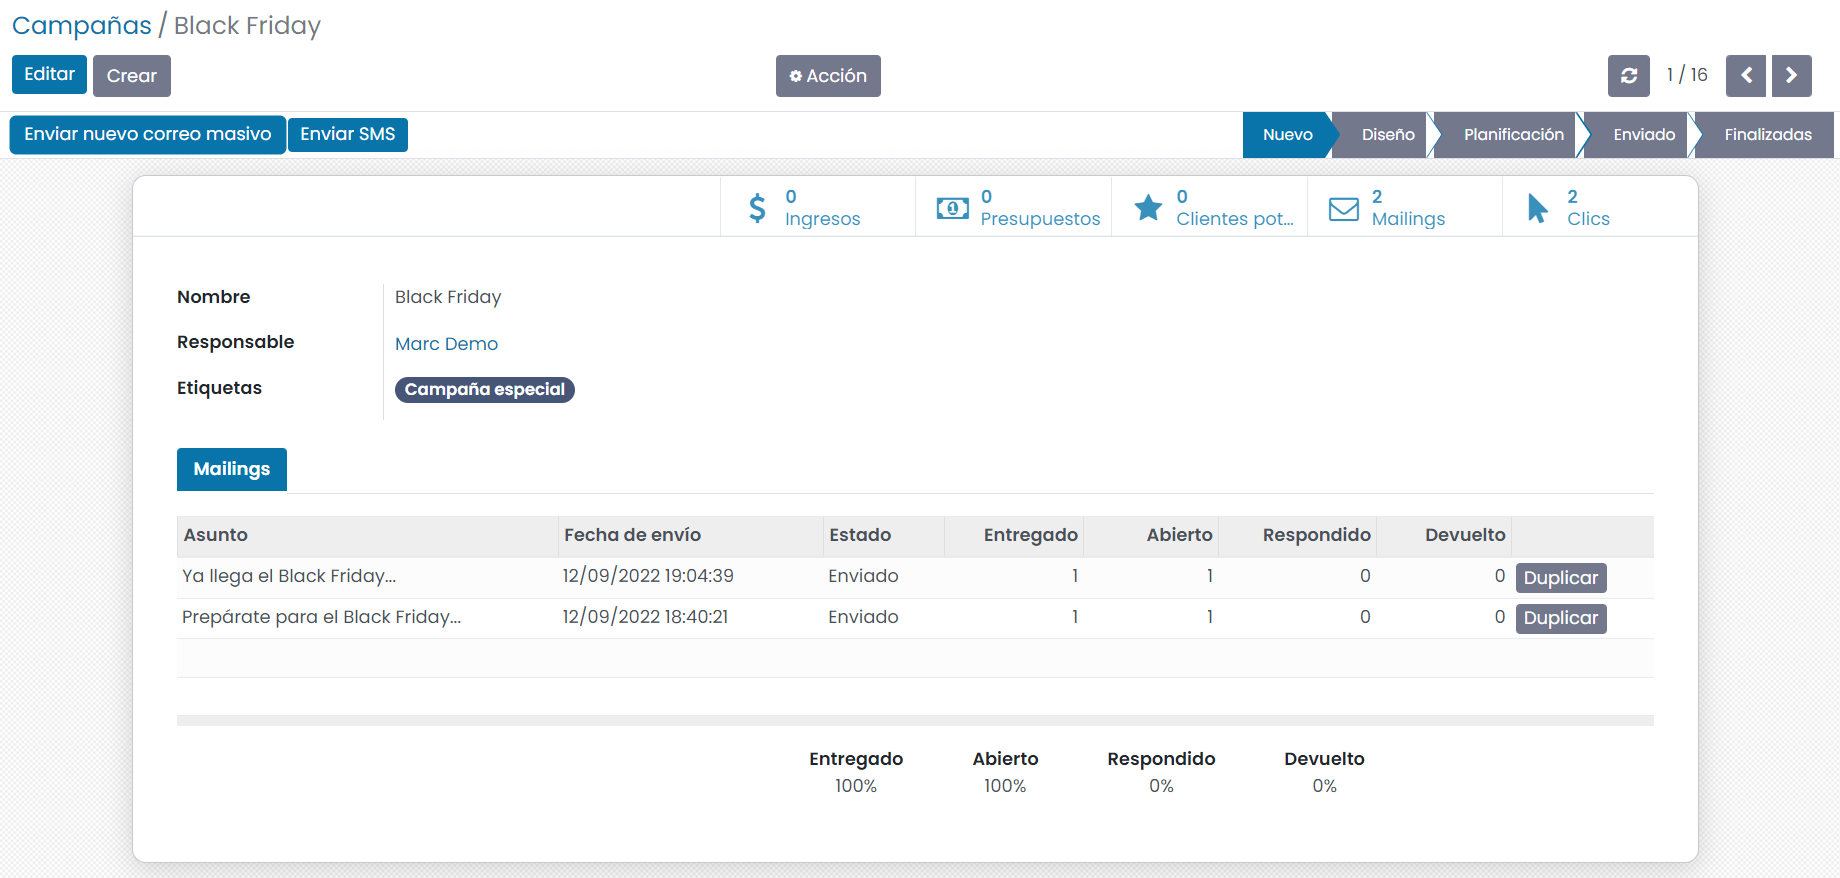 Campañas / Black Friday
Editar Crear Acción 1 / 16
Enviar nuevo correo masivo Enviar SMS Nuevo Diseño Planificación Enviado Finalizadas
0 0 0 2 2
Ingresos Presupuestos Clientes pot... Mailings Clics
Nombre Black Friday
Responsable Marc Demo
Etiquetas Campaña especial
Mailings
Asunto Fecha de envío Estado Entregado Abierto Respondido Devuelto
Ya llega el Black Friday... 12/09/2022 19:04:39 Enviado 1 1 0 0 Duplicar
Prepárate para el Black Friday... 12/09/2022 18:40:21 Enviado 1 1 0 0 Duplicar
Entregado Abierto Respondido Devuelto
100% 100% 0% 0%